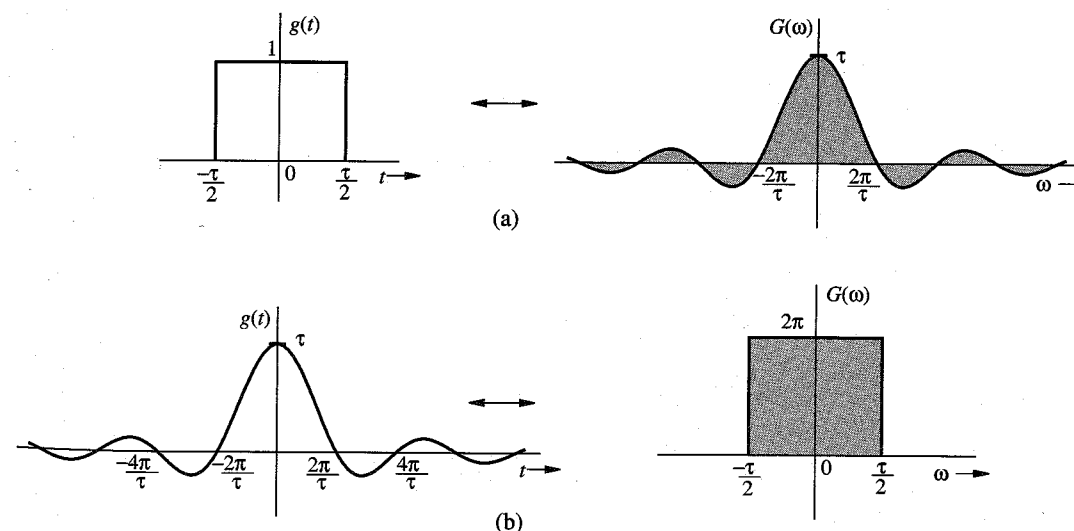 g(t)
1
-τ/2
0
τ/2
t
G(ω)
τ
-2π/τ
2π/τ
ω
(a)
g(t)
τ
-4π/τ
-2π/τ
2π/τ
4π/τ
t
G(ω)
2π
-τ/2
0
τ/2
ω
(b)